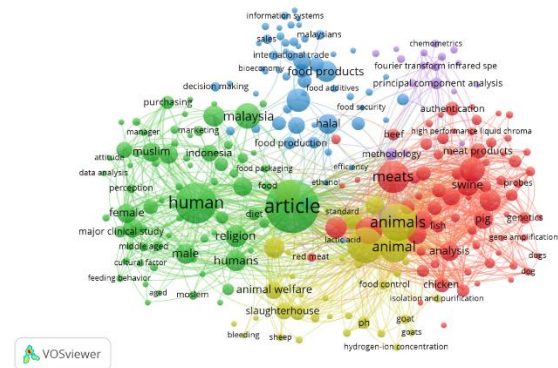 information systems
sales
malaysians
international trade
bioeconomy
food products
chemometrics
fourier transform infrared spe
principal component analysis
decision making
food additives
food security
purchasing
malaysia
halal
authentication
manager
marketing
food production
beef
high performance liquid chroma
muslim
indonesia
methodology
meat products
attitude
data analysis
food packaging
efficiency
meats
swine
probes
perception
food
ethanol
human
article
diet
standard
animals
pig
genetics
female
fish
gene amplification
major clinical study
religion
lactic acid
animal
analysis
middle aged
male
humans
red meat
dogs
cultural factor
dog
feeding behavior
animal welfare
food control
chicken
aged
moslem
slaughterhouse
isolation and purification
ph
goat
bleeding
sheep
goats
hydrogen-ion concentration
VOSviewer